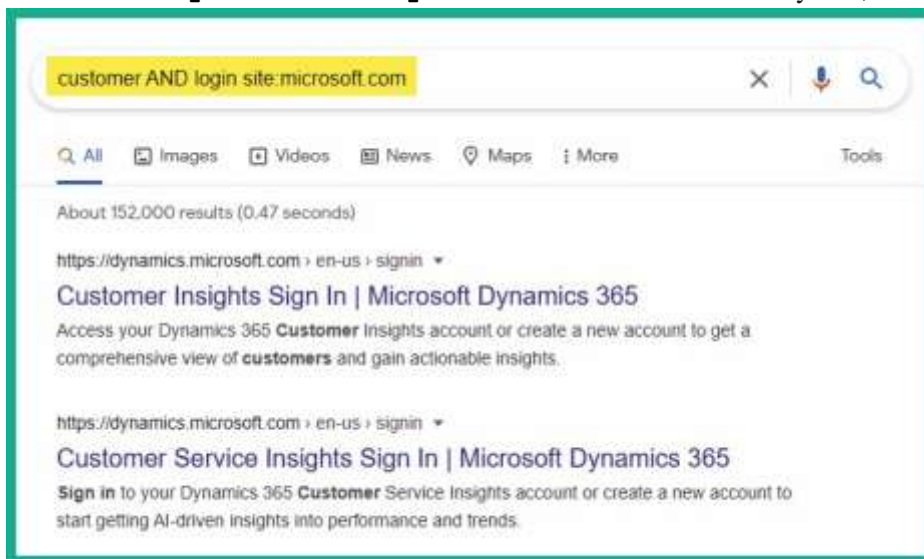 customer AND login site:microsoft.com
All Images Videos News Maps More Tools
About 152,000 results (0.47 seconds)
https://dynamics.microsoft.com › en-us › signin
Customer Insights Sign In | Microsoft Dynamics 365
Access your Dynamics 365 Customer Insights account or create a new account to get a
comprehensive view of customers and gain actionable insights.
https://dynamics.microsoft.com › en-us › signin
Customer Service Insights Sign In | Microsoft Dynamics 365
Sign in to your Dynamics 365 Customer Service Insights account or create a new account to
start getting AI-driven insights into performance and trends.